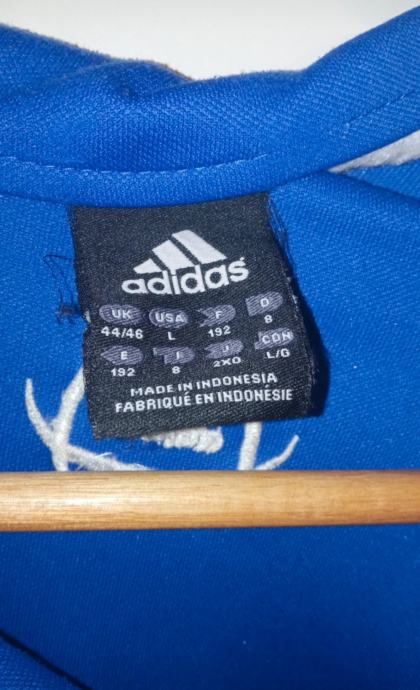 adidas
UK USA F D
44/46 L 192 8
E I J CDN
192 8 2XO L/G
MADE IN INDONESIA
FABRIQUÉ EN INDONÉSIE